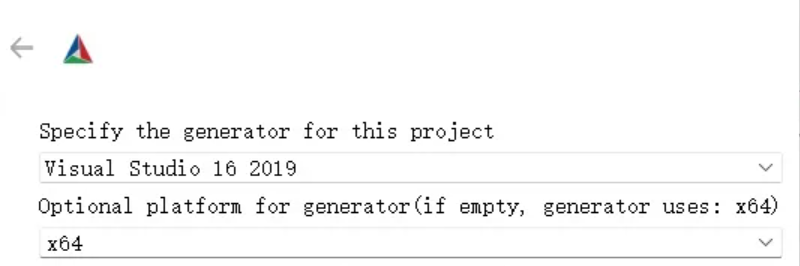 Specify the generator for this project
Visual Studio 16 2019
Optional platform for generator(if empty, generator uses: x64)
x64